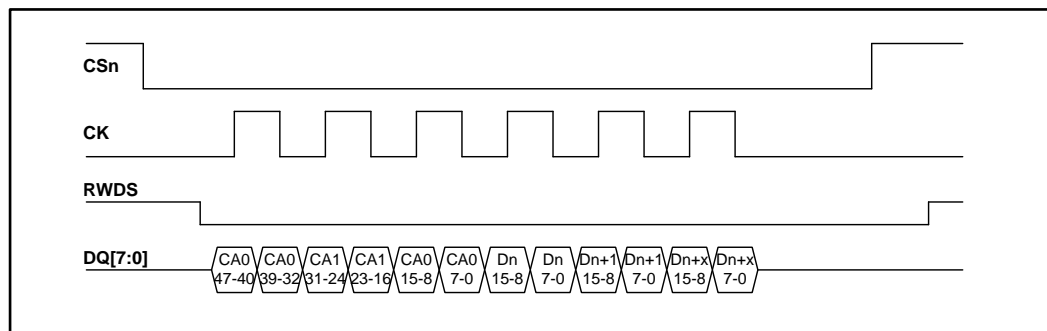 CSn
CK
RWDS
DQ[7:0]
CA0 CA0 CA1 CA1 CA0 CA0 Dn Dn Dn+1 Dn+1 Dn+x Dn+x
47-40 39-32 31-24 23-16 15-8 7-0 15-8 7-0 15-8 7-0 15-8 7-0